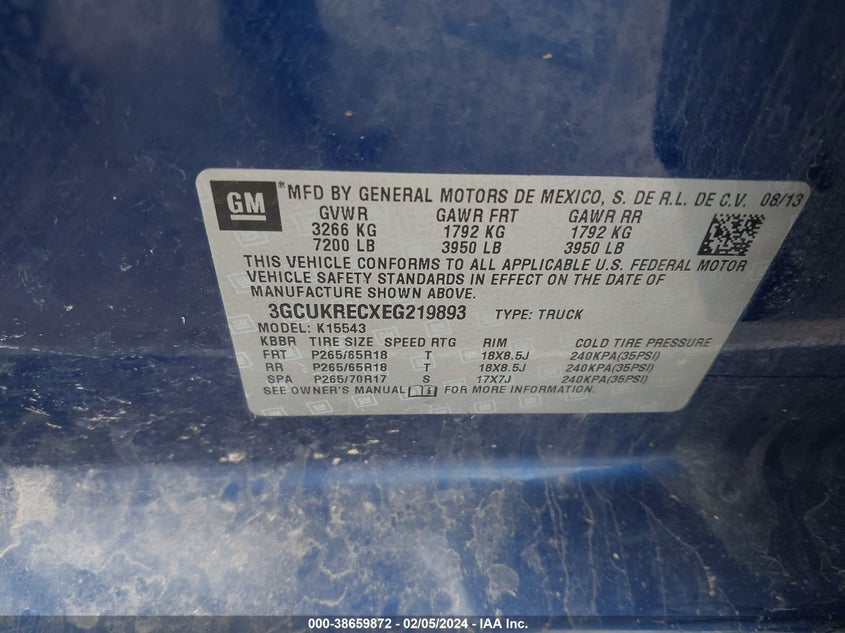 GM® MFD BY GENERAL MOTORS DE MEXICO, S. DE R.L. DE C.V. 08/13
GVWR GAWR FRT GAWR RR
3266 KG 1792 KG 1792 KG
7200 LB 3950 LB 3950 LB
THIS VEHICLE CONFORMS TO ALL APPLICABLE U.S. FEDERAL MOTOR
VEHICLE SAFETY STANDARDS IN EFFECT ON THE DATE OF
MANUFACTURE SHOWN ABOVE.
3GCUKRECXEG219893 TYPE: TRUCK
MODEL: K15543
KBBR TIRE SIZE SPEED RTG RIM COLD TIRE PRESSURE
FRT P265/65R18 T 18X8.5J 240KPA(35PSI)
RR P265/65R18 T 18X8.5J 240KPA(35PSI)
SPA P265/70R17 S 17X7J 240KPA(35PSI)
SEE OWNER'S MANUAL FOR MORE INFORMATION.
000-38659872 - 02/05/2024 - IAA Inc.